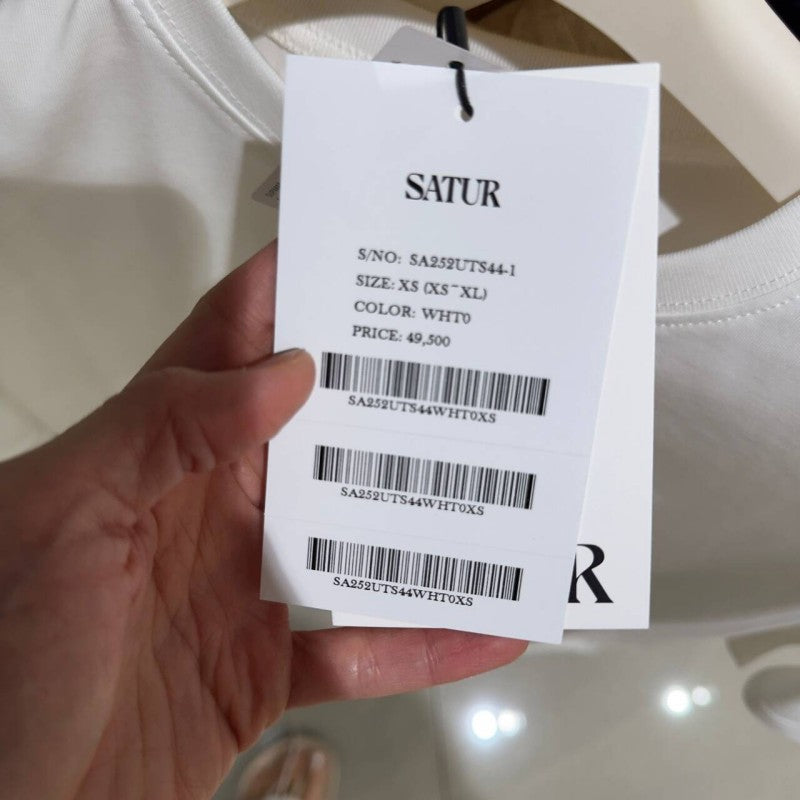 SATUR
S/NO: SA252UTS44-1
SIZE: XS (XS~XL)
COLOR: WHT0
PRICE: 49,500
SA252UTS44WHT0XS
SA252UTS44WHT0XS
SA252UTS44WHT0XS
R